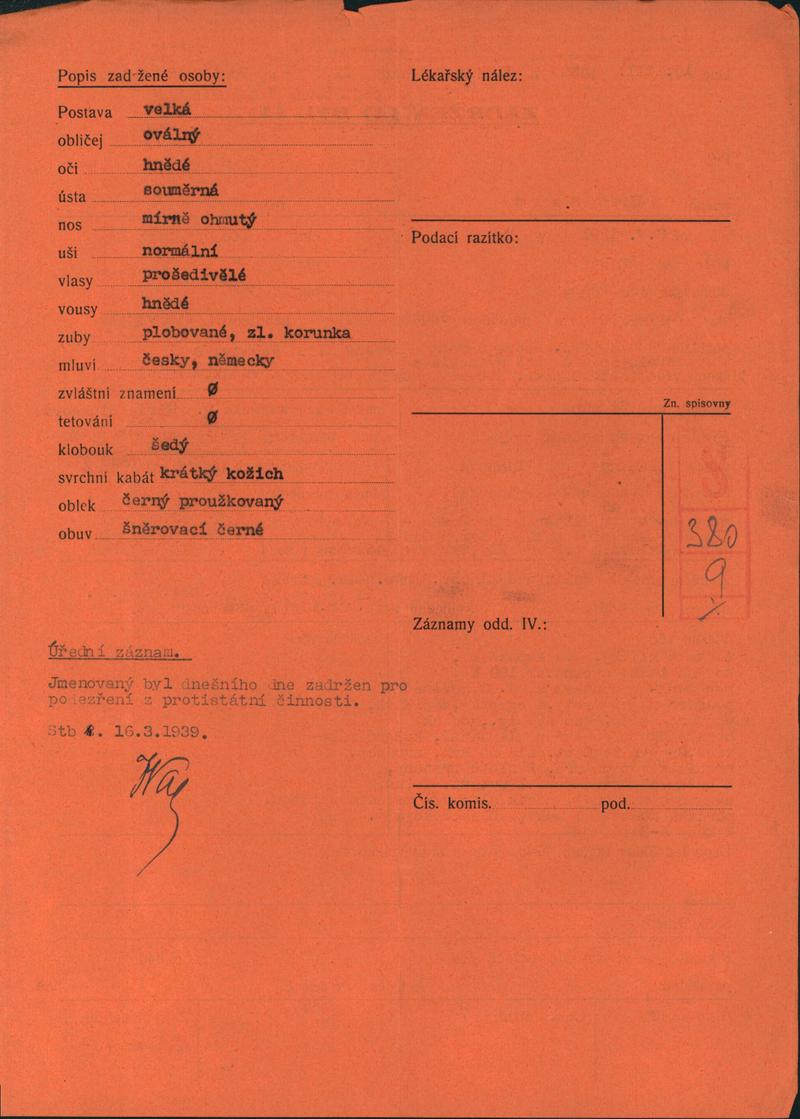 Popis zadržené osoby:
Postava velká
obličej oválný
oči hnědé
ústa souměrná
nos mírně ohnutý
uši normální
vlasy prošedivělé
vousy hnědé
zuby plobované, zl. korunka
mluví česky, německy
zvláštní znamení Ø
tetování Ø
klobouk šedý
svrchní kabát krátký kožich
oblek černý proužkovaný
obuv šněrovací černé
Úřední záznam.
Jmenovaný byl dnešního dne zadržen pro
podezření z protistátní činnosti.
Stb 16.3.1939.
Lékařský nález:
Podací razítko:
Zn. spisovny
380
9
Záznamy odd. IV.:
Čís. komis. pod.